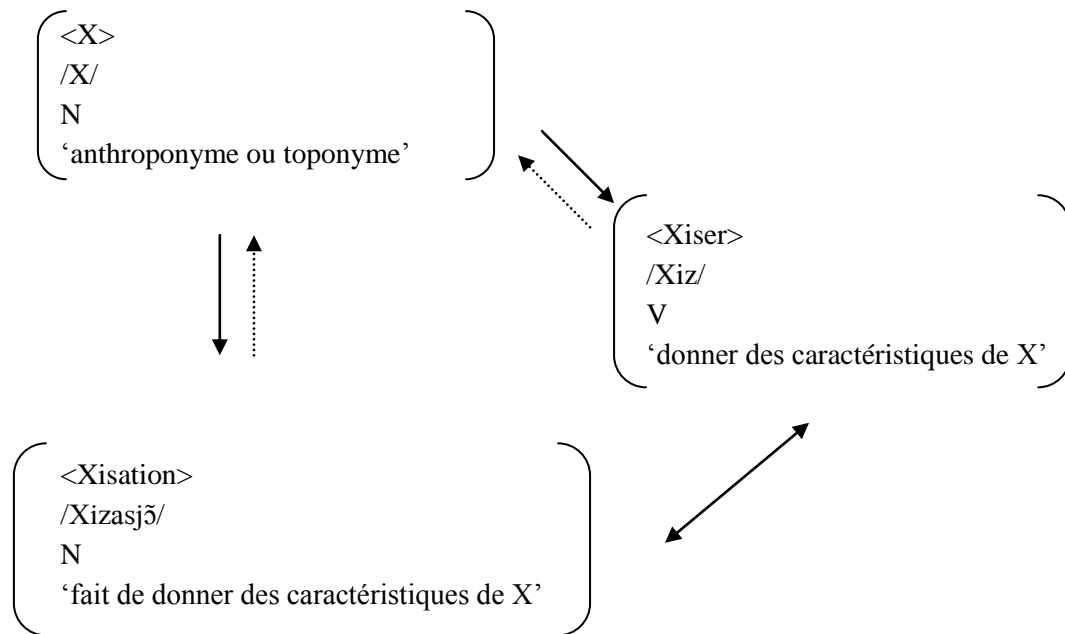 <X>
/X/
N
‘anthroponyme ou toponyme’
<Xiser>
/Xiz/
V
‘donner des caractéristiques de X’
<Xisation>
/Xizasjɔ̃/
N
‘fait de donner des caractéristiques de X’